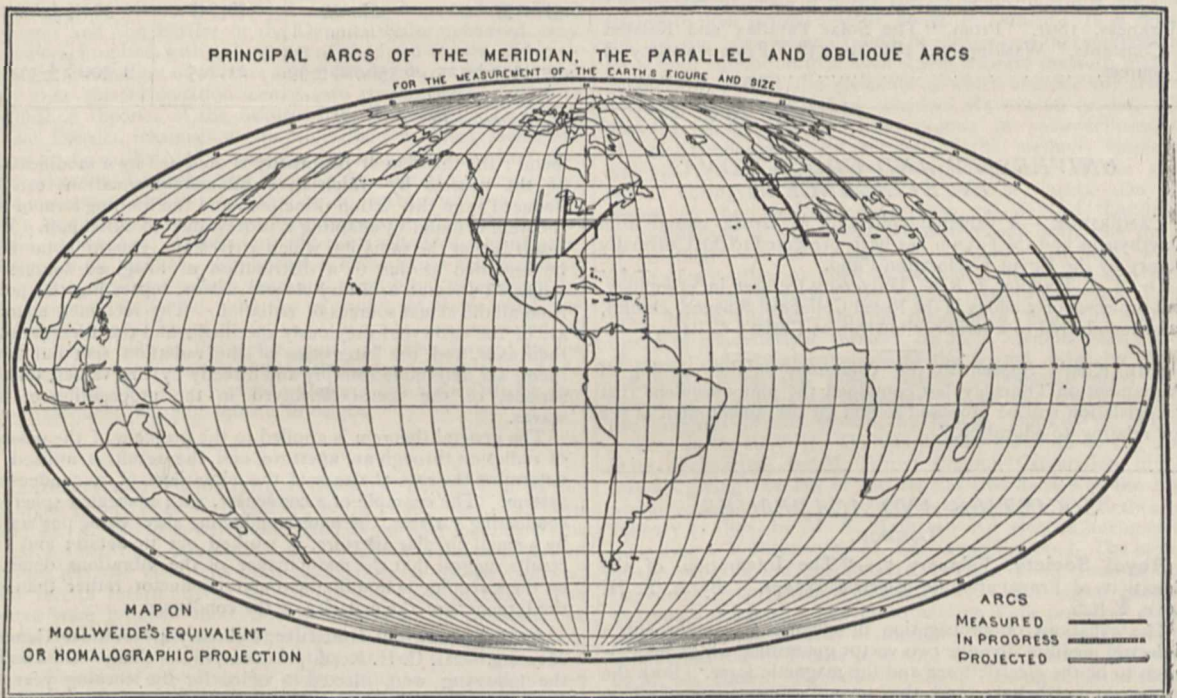 PRINCIPAL ARCS OF THE MERIDIAN, THE PARALLEL AND OBLIQUE ARCS
FOR THE MEASUREMENT OF THE EARTHS FIGURE AND SIZE
MAP ON
MOLLWEIDE'S EQUIVALENT
OR HOMALOGRAPHIC PROJECTION
ARCS
MEASURED
IN PROGRESS
PROJECTED